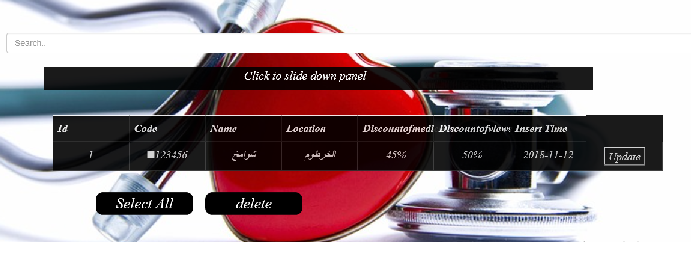 Search..
Click to slide down panel
Id Code Name Location Discountofmedi Discountofviews Insert Time
1 123456 شوامخ الخرطوم 45% 50% 2018-11-12 Update
Select All delete